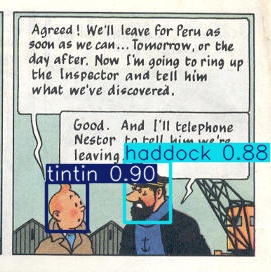 Agreed! We'll leave for Peru as
soon as we can... Tomorrow, or the
day after. Now I'm going to ring up
the Inspector and tell him
what we've discovered.
Good. And I'll telephone
Nestor to tell him we're
leaving.
haddock 0.88
tintin 0.90